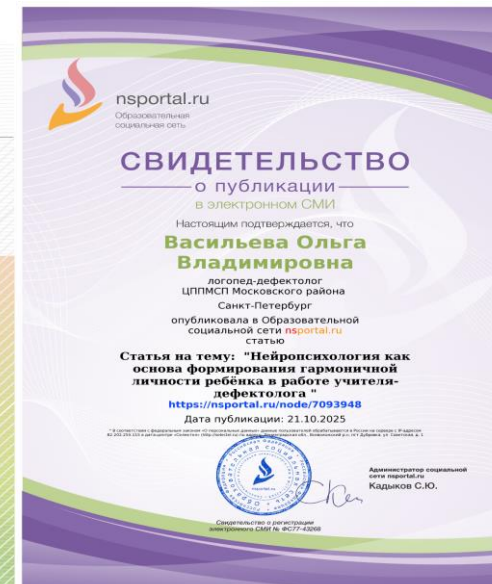 nsportal.ru
Образовательная
социальная сеть
СВИДЕТЕЛЬСТВО
о публикации
в электронном СМИ
Настоящим подтверждается, что
Васильева Ольга
Владимировна
логопед-дефектолог
ЦППМСП Московского района
Санкт-Петербург
опубликовала в Образовательной
социальной сети nsportal.ru
статью
Статья на тему: "Нейропсихология как
основа формирования гармоничной
личности ребёнка в работе учителя-
дефектолога "
https://nsportal.ru/node/7093948
Дата публикации: 21.10.2025
Администратор социальной
сети nsportal.ru
Кадыков С.Ю.
nsportal.ru
Свидетельство о регистрации
электронного СМИ № ФС77-43268